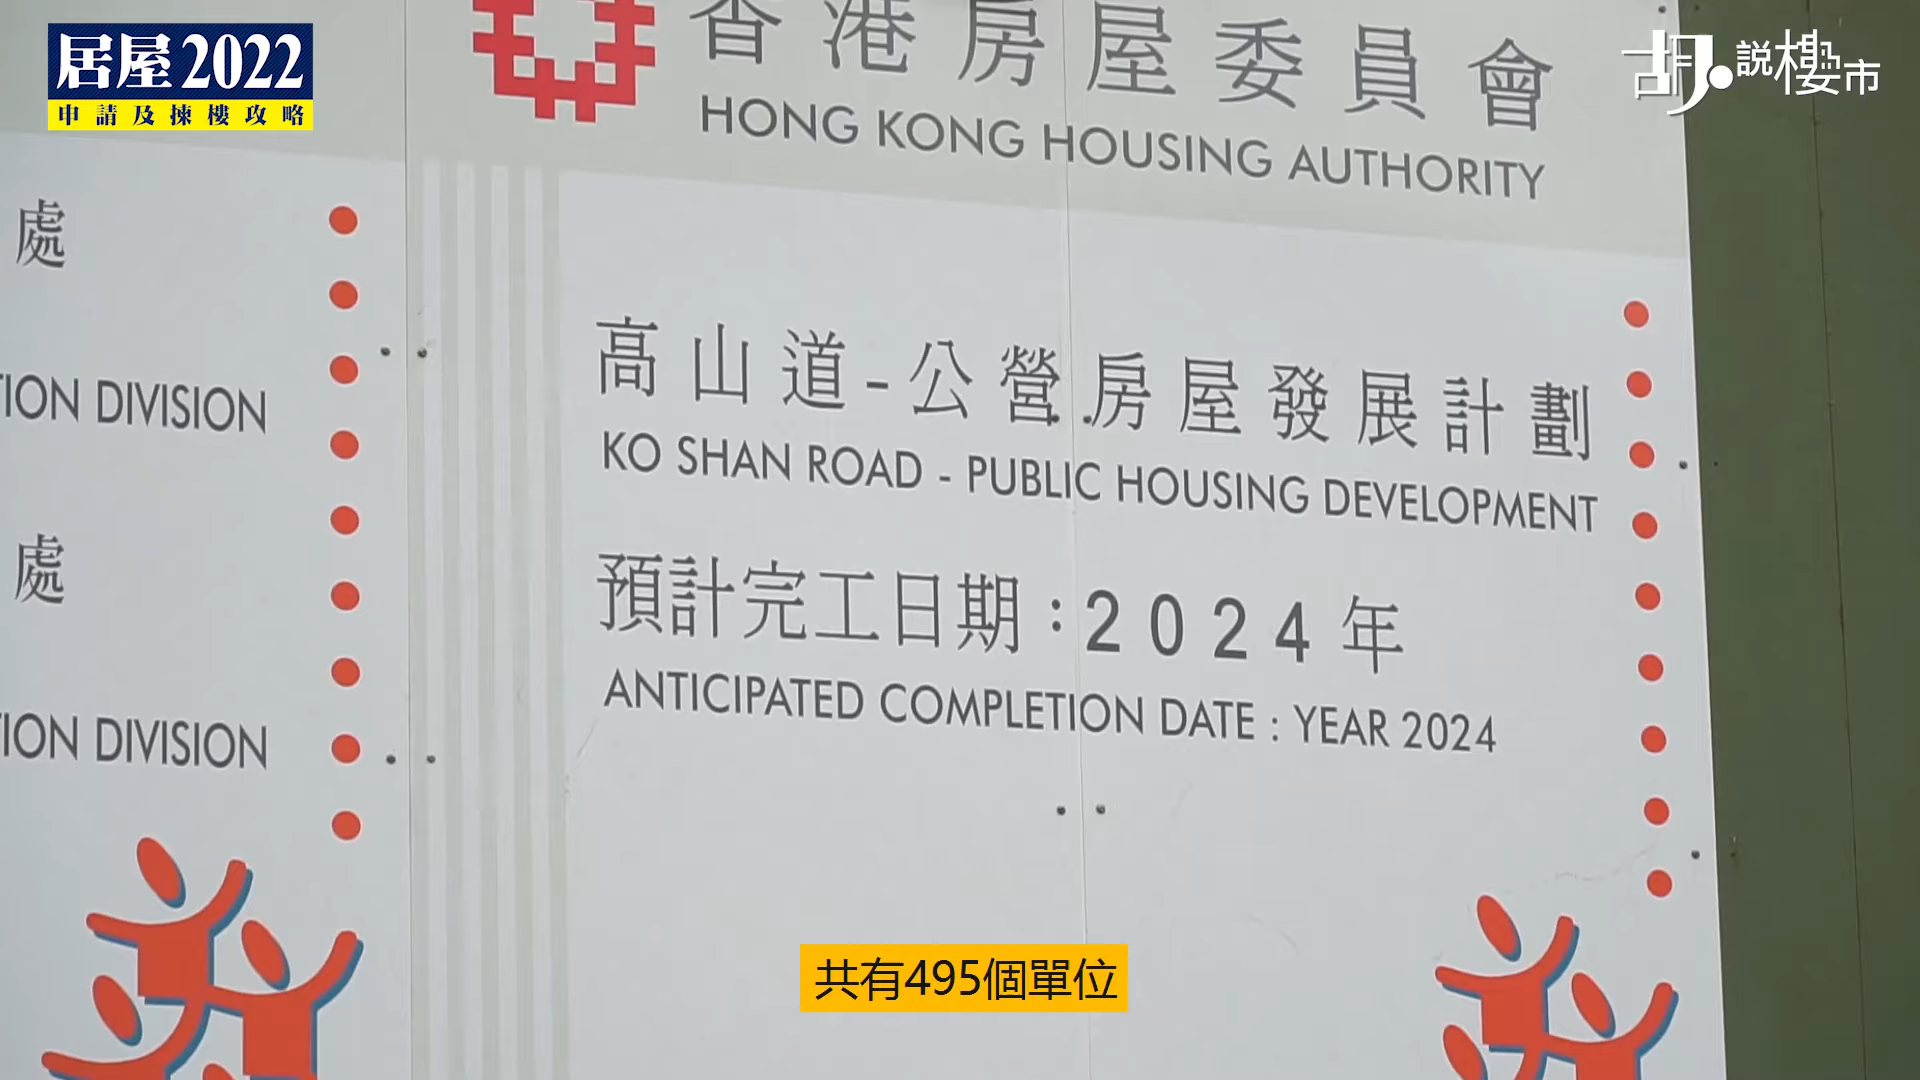 居屋2022
申請及揀樓攻略
胡.説樓市
香港房屋委員會
HONG KONG HOUSING AUTHORITY
處
TION DIVISION
處
TION DIVISION
高山道-公營房屋發展計劃
KO SHAN ROAD - PUBLIC HOUSING DEVELOPMENT
預計完工日期:2024年
ANTICIPATED COMPLETION DATE : YEAR 2024
共有495個單位